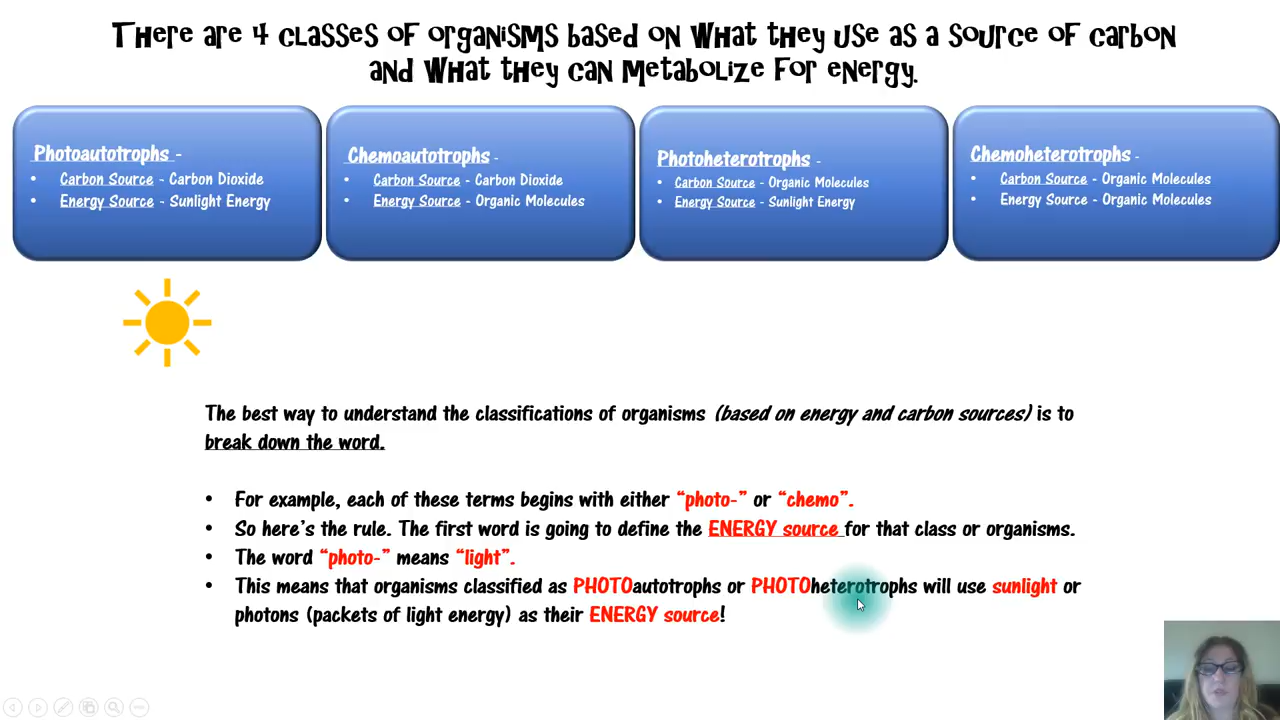 There are 4 classes of organisms based on what they use as a source of carbon
and what they can metabolize for energy.
Photoautotrophs -
• Carbon Source - Carbon Dioxide
• Energy Source - Sunlight Energy
Chemoautotrophs -
• Carbon Source - Carbon Dioxide
• Energy Source - Organic Molecules
Photoheterotrophs -
• Carbon Source - Organic Molecules
• Energy Source - Sunlight Energy
Chemoheterotrophs -
• Carbon Source - Organic Molecules
• Energy Source - Organic Molecules
The best way to understand the classifications of organisms (based on energy and carbon sources) is to
break down the word.
• For example, each of these terms begins with either “photo-” or “chemo”.
• So here’s the rule. The first word is going to define the ENERGY source for that class or organisms.
• The word “photo-” means “light”.
• This means that organisms classified as PHOTOautotrophs or PHOTOheterotrophs will use sunlight or
photons (packets of light energy) as their ENERGY source!